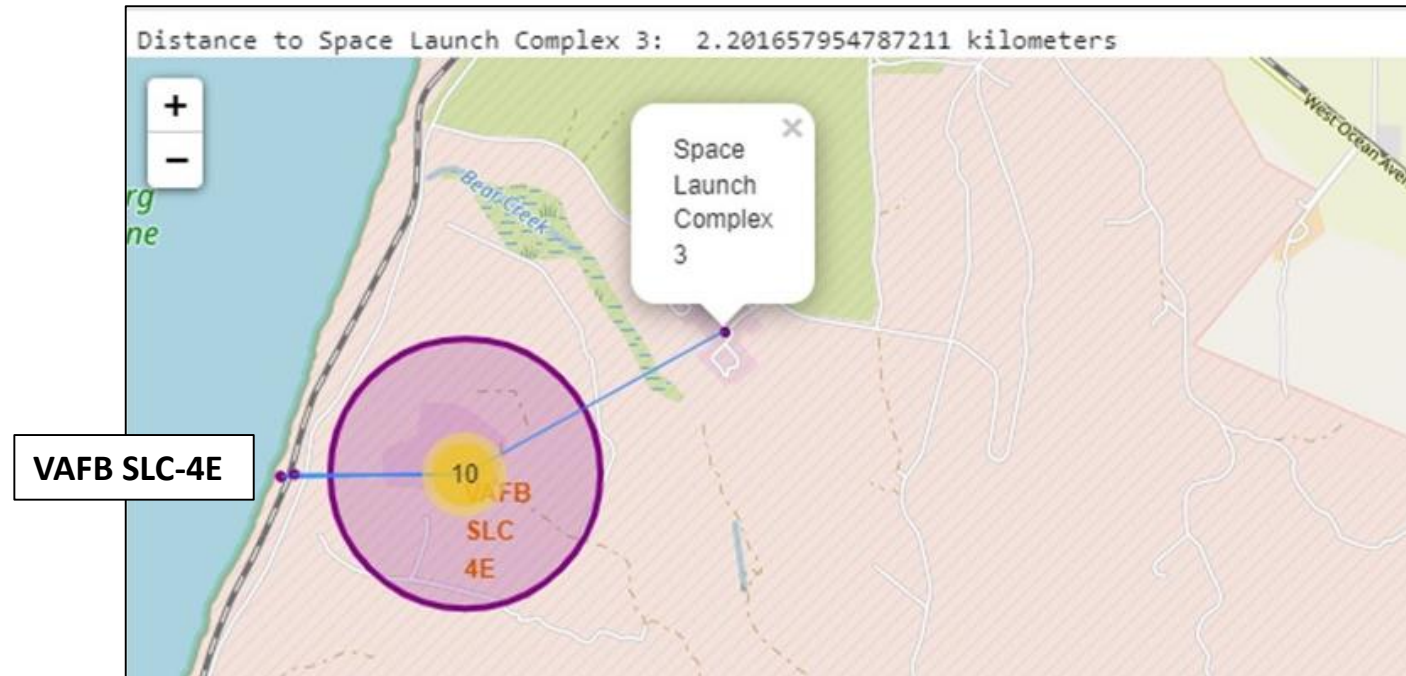 Distance to Space Launch Complex 3:  2.201657954787211 kilometers
+
−
rg
ne
Bear Creek
Space
Launch
Complex
3
×
West Ocean Aven
VAFB SLC-4E
10
VAFB
SLC
4E